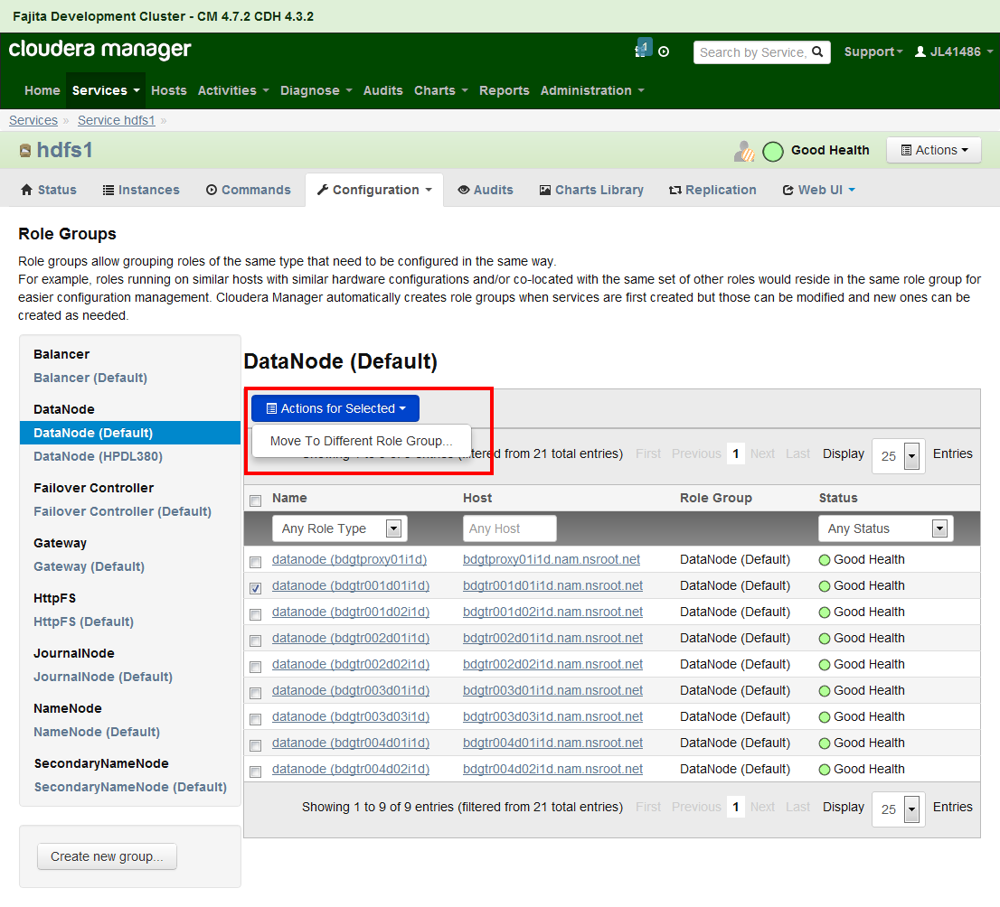 Fajita Development Cluster - CM 4.7.2 CDH 4.3.2
cloudera manager
1
Search by Service,
Support
JL41486
Home Services Hosts Activities Diagnose Audits Charts Reports Administration
Services » Service hdfs1 »
hdfs1
Good Health
Actions
Status Instances Commands Configuration Audits Charts Library Replication Web UI
Role Groups
Role groups allow grouping roles of the same type that need to be configured in the same way.
For example, roles running on similar hosts with similar hardware configurations and/or co-located with the same set of other roles would reside in the same role group for
easier configuration management. Cloudera Manager automatically creates role groups when services are first created but those can be modified and new ones can be
created as needed.
Balancer
Balancer (Default)
DataNode
DataNode (Default)
DataNode (HPDL380)
Failover Controller
Failover Controller (Default)
Gateway
Gateway (Default)
HttpFS
HttpFS (Default)
JournalNode
JournalNode (Default)
NameNode
NameNode (Default)
SecondaryNameNode
SecondaryNameNode (Default)
Create new group...
DataNode (Default)
Actions for Selected
Move To Different Role Group...
(filtered from 21 total entries) First Previous 1 Next Last Display 25 Entries
Name Host Role Group Status
Any Role Type Any Host Any Status
datanode (bdgtproxy01i1d) bdgtproxy01i1d.nam.nsroot.net DataNode (Default) Good Health
datanode (bdgtr001d01i1d) bdgtr001d01i1d.nam.nsroot.net DataNode (Default) Good Health
datanode (bdgtr001d02i1d) bdgtr001d02i1d.nam.nsroot.net DataNode (Default) Good Health
datanode (bdgtr002d01i1d) bdgtr002d01i1d.nam.nsroot.net DataNode (Default) Good Health
datanode (bdgtr002d02i1d) bdgtr002d02i1d.nam.nsroot.net DataNode (Default) Good Health
datanode (bdgtr003d01i1d) bdgtr003d01i1d.nam.nsroot.net DataNode (Default) Good Health
datanode (bdgtr003d03i1d) bdgtr003d03i1d.nam.nsroot.net DataNode (Default) Good Health
datanode (bdgtr004d01i1d) bdgtr004d01i1d.nam.nsroot.net DataNode (Default) Good Health
datanode (bdgtr004d02i1d) bdgtr004d02i1d.nam.nsroot.net DataNode (Default) Good Health
Showing 1 to 9 of 9 entries (filtered from 21 total entries) First Previous 1 Next Last Display 25 Entries